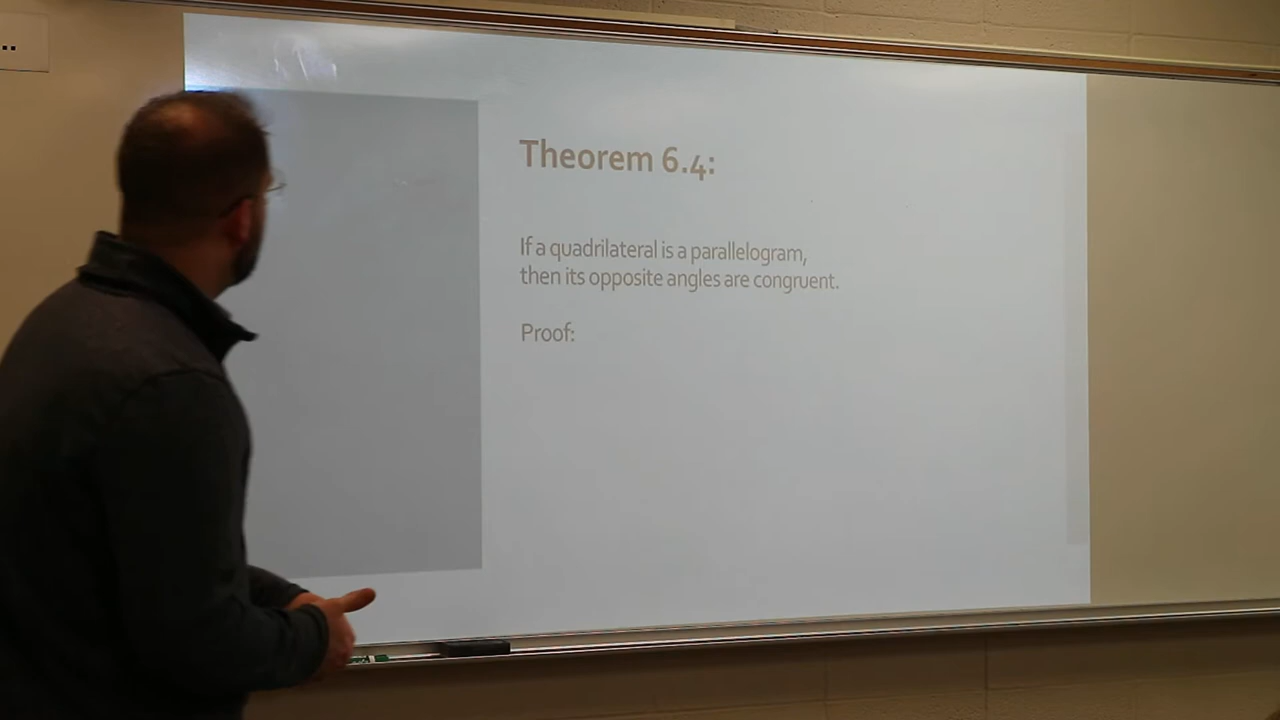 Theorem 6.4:
If a quadrilateral is a parallelogram,
then its opposite angles are congruent.
Proof: